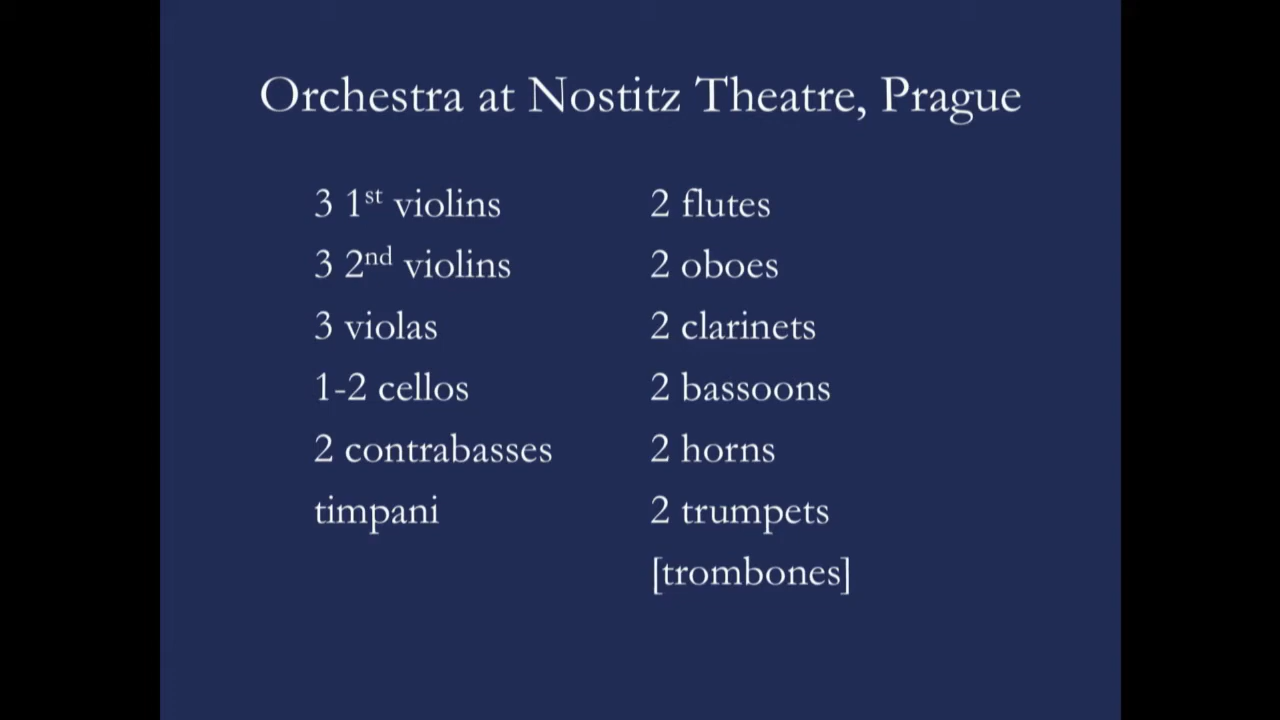 Orchestra at Nostitz Theatre, Prague
3 1st violins
3 2nd violins
3 violas
1-2 cellos
2 contrabasses
timpani
2 flutes
2 oboes
2 clarinets
2 bassoons
2 horns
2 trumpets
[trombones]